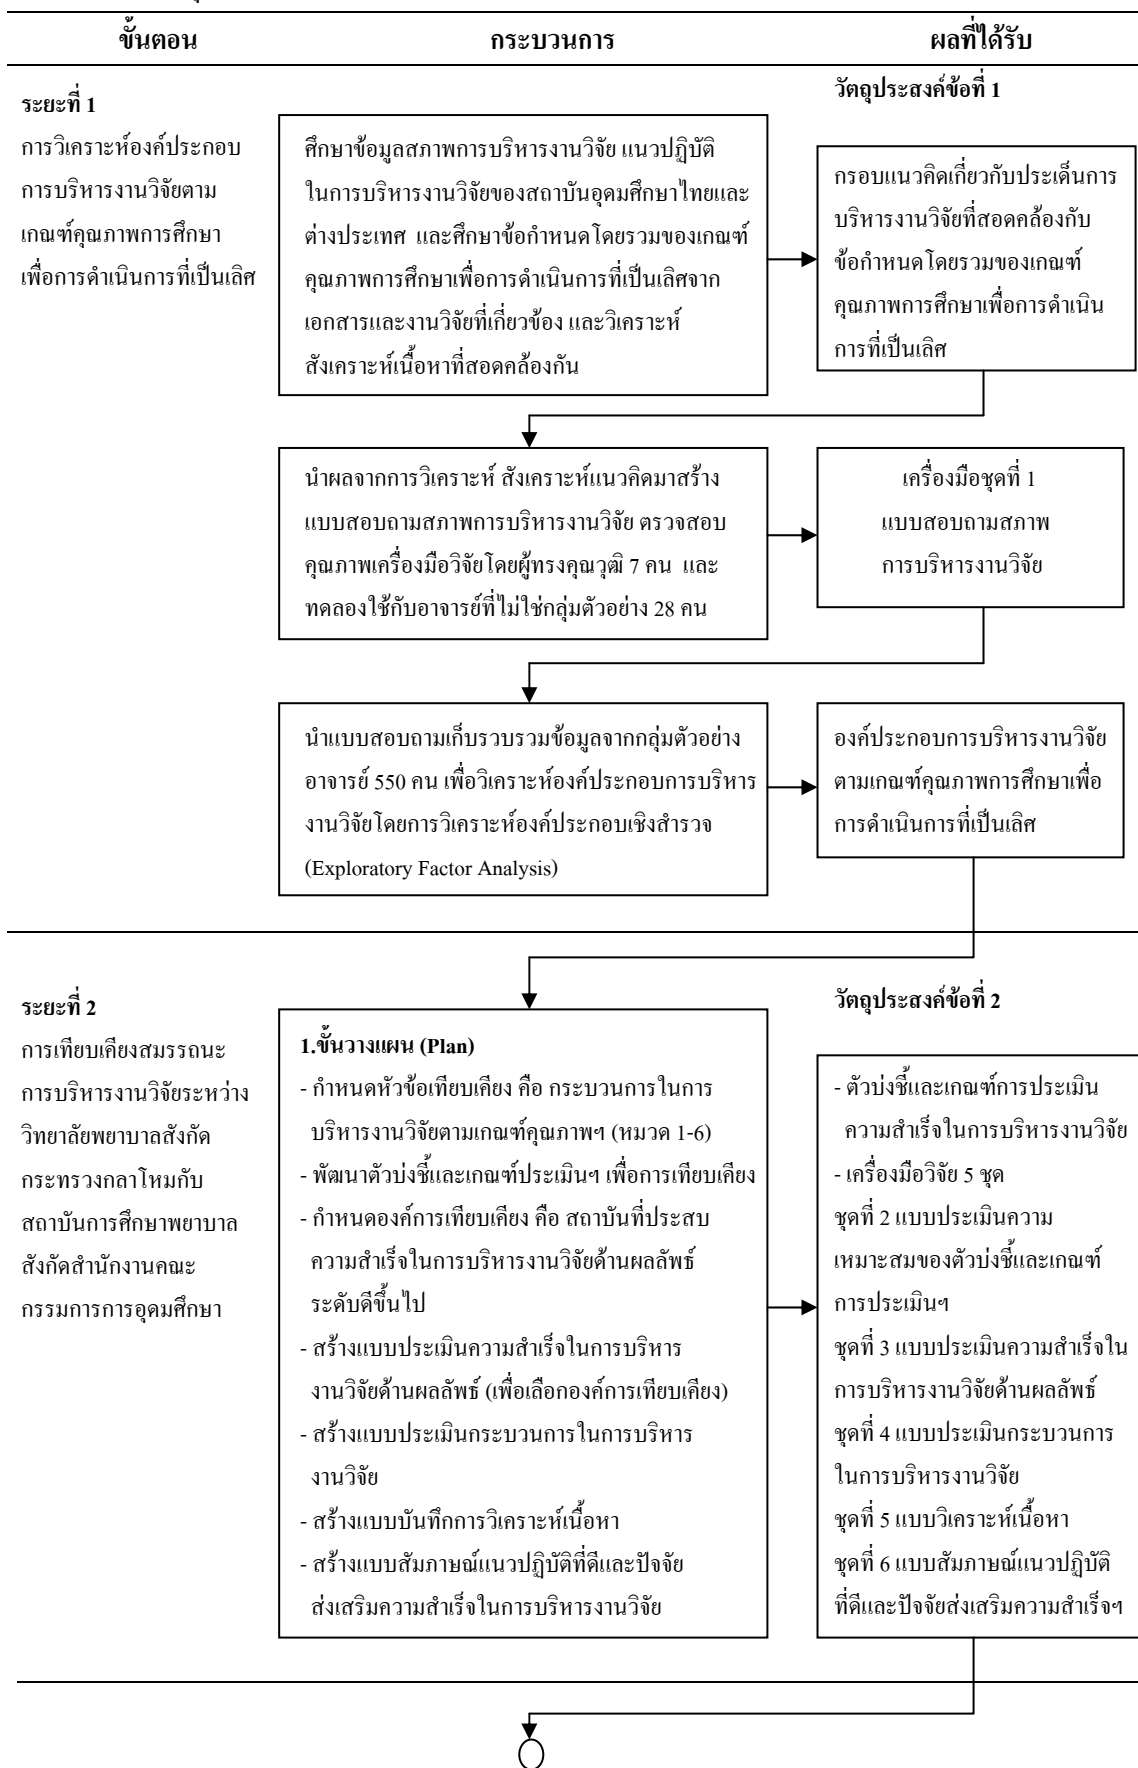 ขั้นตอน
กระบวนการ
ผลที่ได้รับ
ระยะที่ 1
การวิเคราะห์องค์ประกอบ
การบริหารงานวิจัยตาม
เกณฑ์คุณภาพการศึกษา
เพื่อการดำเนินการที่เป็นเลิศ
ศึกษาข้อมูลสภาพการบริหารงานวิจัย แนวปฏิบัติ
ในการบริหารงานวิจัยของสถาบันอุดมศึกษาไทยและ
ต่างประเทศ และศึกษาข้อกำหนดโดยรวมของเกณฑ์
คุณภาพการศึกษาเพื่อการดำเนินการที่เป็นเลิศจาก
เอกสารและงานวิจัยที่เกี่ยวข้อง และวิเคราะห์
สังเคราะห์เนื้อหาที่สอดคล้องกัน
วัตถุประสงค์ข้อที่ 1
กรอบแนวคิดเกี่ยวกับประเด็นการ
บริหารงานวิจัยที่สอดคล้องกับ
ข้อกำหนดโดยรวมของเกณฑ์
คุณภาพการศึกษาเพื่อการดำเนิน
การที่เป็นเลิศ
นำผลจากการวิเคราะห์ สังเคราะห์แนวคิดมาสร้าง
แบบสอบถามสภาพการบริหารงานวิจัย ตรวจสอบ
คุณภาพเครื่องมือวิจัยโดยผู้ทรงคุณวุฒิ 7 คน และ
ทดลองใช้กับอาจารย์ที่ไม่ใช่กลุ่มตัวอย่าง 28 คน
เครื่องมือชุดที่ 1
แบบสอบถามสภาพ
การบริหารงานวิจัย
นำแบบสอบถามเก็บรวบรวมข้อมูลจากกลุ่มตัวอย่าง
อาจารย์ 550 คน เพื่อวิเคราะห์องค์ประกอบการบริหาร
งานวิจัยโดยการวิเคราะห์องค์ประกอบเชิงสำรวจ
(Exploratory Factor Analysis)
องค์ประกอบการบริหารงานวิจัย
ตามเกณฑ์คุณภาพการศึกษาเพื่อ
การดำเนินการที่เป็นเลิศ
ระยะที่ 2
การเทียบเคียงสมรรถนะ
การบริหารงานวิจัยระหว่าง
วิทยาลัยพยาบาลสังกัด
กระทรวงกลาโหมกับ
สถาบันการศึกษาพยาบาล
สังกัดสำนักงานคณะ
กรรมการการอุดมศึกษา
1.ขั้นวางแผน (Plan)
- กำหนดหัวข้อเทียบเคียง คือ กระบวนการในการ
บริหารงานวิจัยตามเกณฑ์คุณภาพฯ (หมวด 1-6)
- พัฒนาตัวบ่งชี้และเกณฑ์ประเมินฯ เพื่อการเทียบเคียง
- กำหนดองค์การเทียบเคียง คือ สถาบันที่ประสบ
ความสำเร็จในการบริหารงานวิจัยด้านผลลัพธ์
ระดับดีขึ้นไป
- สร้างแบบประเมินความสำเร็จในการบริหาร
งานวิจัยด้านผลลัพธ์ (เพื่อเลือกองค์การเทียบเคียง)
- สร้างแบบประเมินกระบวนการในการบริหาร
งานวิจัย
- สร้างแบบบันทึกการวิเคราะห์เนื้อหา
- สร้างแบบสัมภาษณ์แนวปฏิบัติที่ดีและปัจจัย
ส่งเสริมความสำเร็จในการบริหารงานวิจัย
วัตถุประสงค์ข้อที่ 2
- ตัวบ่งชี้และเกณฑ์การประเมิน
ความสำเร็จในการบริหารงานวิจัย
- เครื่องมือวิจัย 5 ชุด
ชุดที่ 2 แบบประเมินความ
เหมาะสมของตัวบ่งชี้และเกณฑ์
การประเมินฯ
ชุดที่ 3 แบบประเมินความสำเร็จใน
การบริหารงานวิจัยด้านผลลัพธ์
ชุดที่ 4 แบบประเมินกระบวนการ
ในการบริหารงานวิจัย
ชุดที่ 5 แบบวิเคราะห์เนื้อหา
ชุดที่ 6 แบบสัมภาษณ์แนวปฏิบัติ
ที่ดีและปัจจัยส่งเสริมความสำเร็จฯ